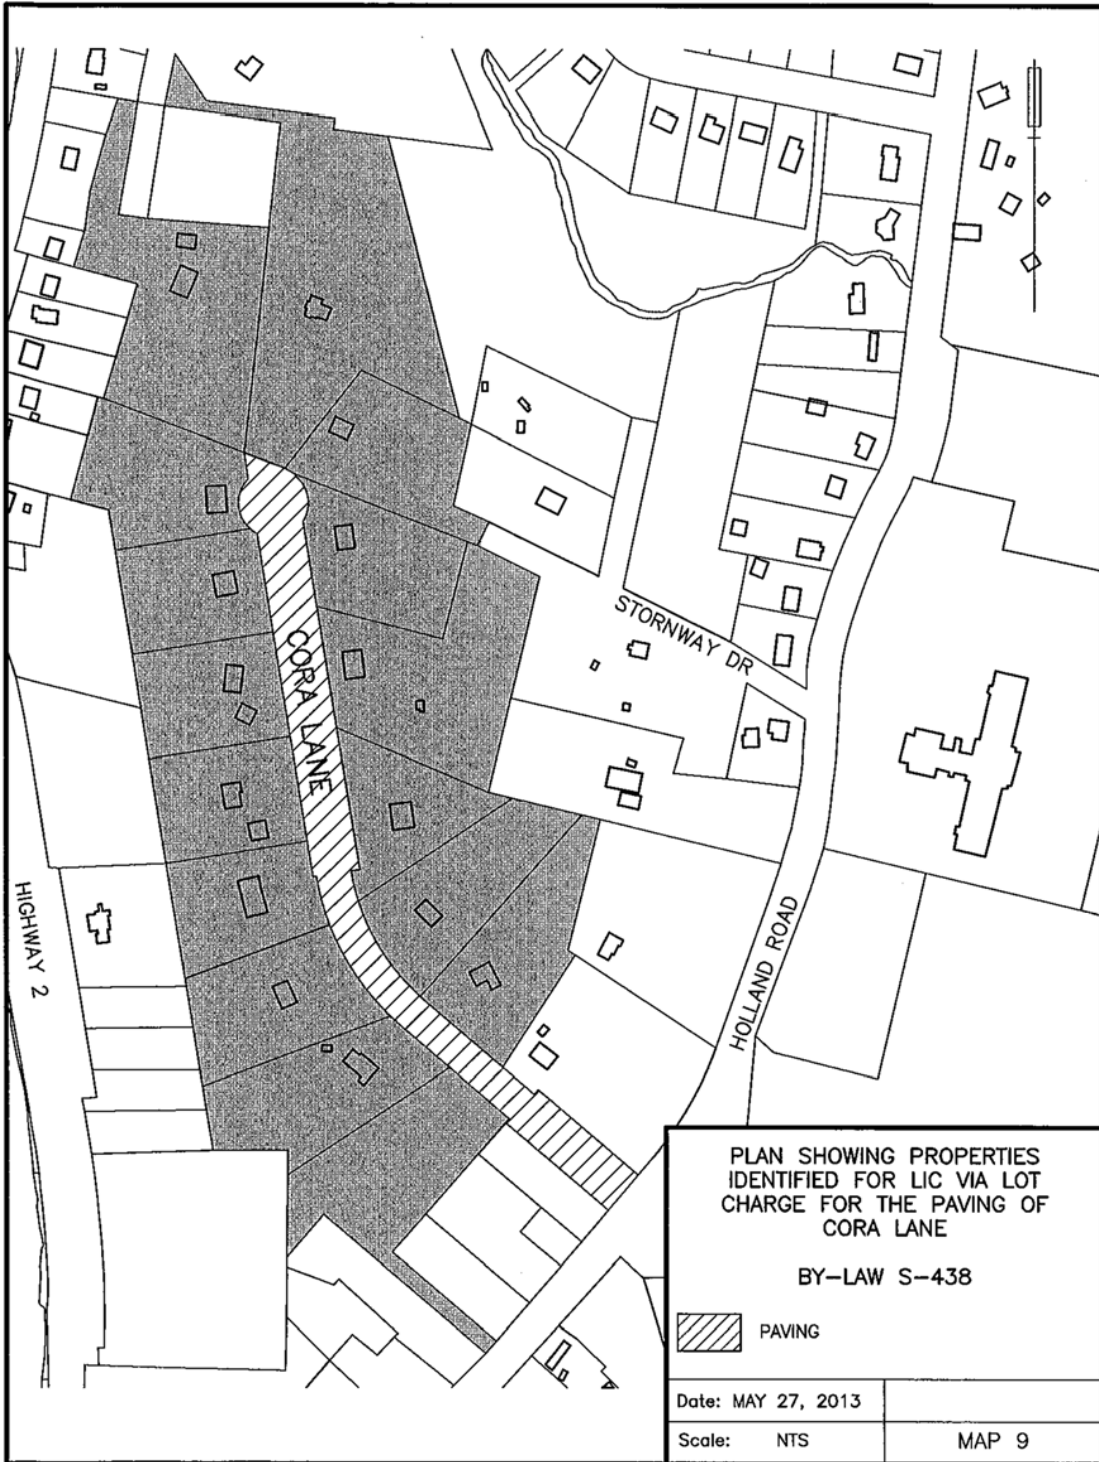 STORNWAY DR
CORA LANE
HIGHWAY 2
HOLLAND ROAD
PLAN SHOWING PROPERTIES
IDENTIFIED FOR LIC VIA LOT
CHARGE FOR THE PAVING OF
CORA LANE
BY-LAW S-438
PAVING
Date: MAY 27, 2013
Scale: NTS
MAP 9